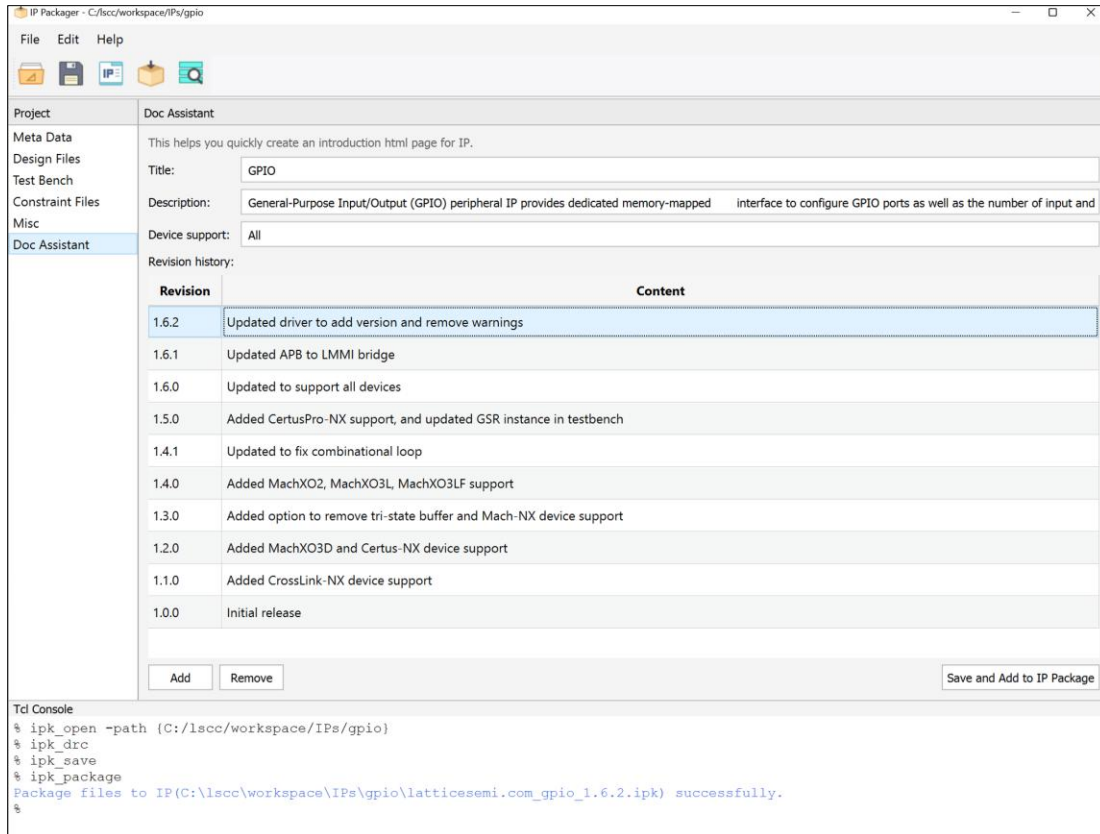 IP Packager - C:/lscc/workspace/IPs/gpio
File Edit Help
IP
Project
Doc Assistant
Meta Data
Design Files
Test Bench
Constraint Files
Misc
Doc Assistant
This helps you quickly create an introduction html page for IP.
Title: GPIO
Description: General-Purpose Input/Output (GPIO) peripheral IP provides dedicated memory-mapped interface to configure GPIO ports as well as the number of input and
Device support: All
Revision history:
Revision Content
1.6.2 Updated driver to add version and remove warnings
1.6.1 Updated APB to LMMI bridge
1.6.0 Updated to support all devices
1.5.0 Added CertusPro-NX support, and updated GSR instance in testbench
1.4.1 Updated to fix combinational loop
1.4.0 Added MachXO2, MachXO3L, MachXO3LF support
1.3.0 Added option to remove tri-state buffer and Mach-NX device support
1.2.0 Added MachXO3D and Certus-NX device support
1.1.0 Added CrossLink-NX device support
1.0.0 Initial release
Add Remove Save and Add to IP Package
Tcl Console
% ipk_open -path {C:/lscc/workspace/IPs/gpio}
% ipk_drc
% ipk_save
% ipk_package
Package files to IP(C:\lscc\workspace\IPs\gpio\latticesemi.com_gpio_1.6.2.ipk) successfully.
%